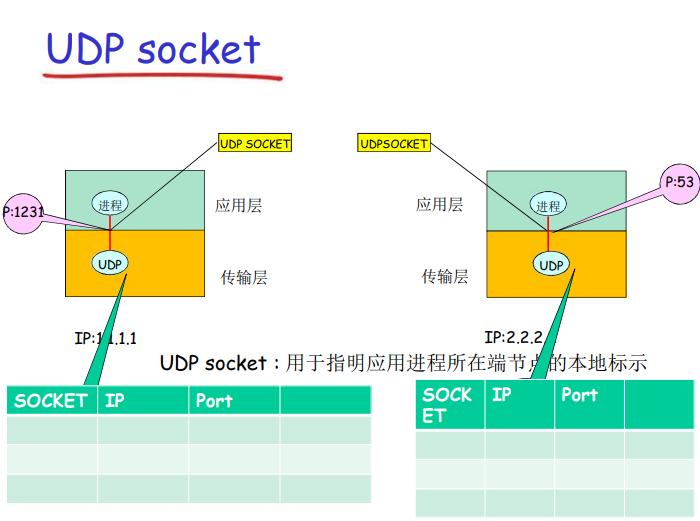 UDP socket
UDP SOCKET
UDPSOCKET
P:1231
进程
应用层
应用层
进程
P:53
UDP
传输层
传输层
UDP
IP:1.1.1.1
IP:2.2.2
UDP socket：用于指明应用进程所在端节点的本地标示
SOCKET IP Port
SOCK
ET IP Port